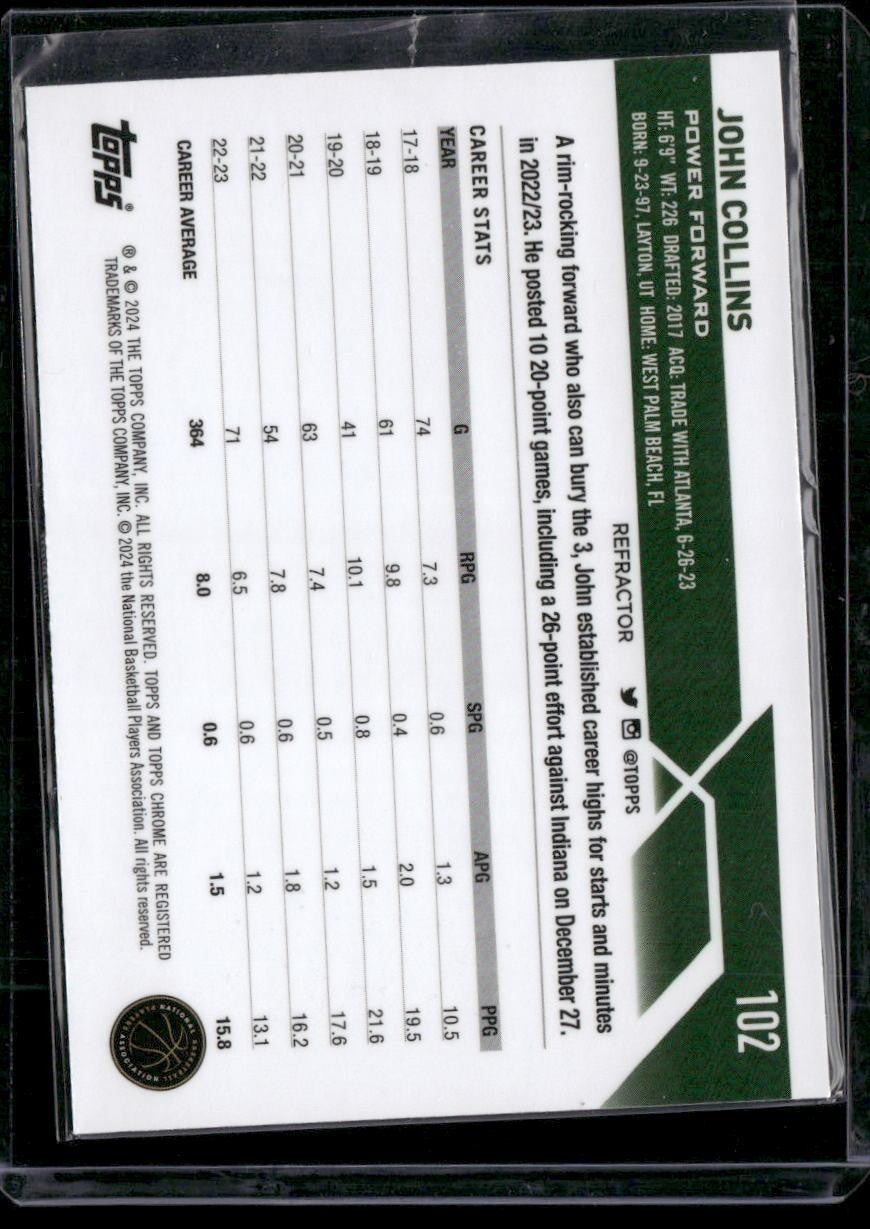 102
JOHN COLLINS
POWER FORWARD
HT: 6'9" WT: 226 DRAFTED: 2017 ACQ: TRADE WITH ATLANTA, 6-26-23
BORN: 9-23-97, LAYTON, UT HOME: WEST PALM BEACH, FL
REFRACTOR @TOPPS
A rim-rocking forward who also can bury the 3, John established career highs for starts and minutes
in 2022/23. He posted 10 20-point games, including a 26-point effort against Indiana on December 27.
CAREER STATS
YEAR G RPG SPG APG PPG
17-18 74 7.3 0.6 1.3 10.5
18-19 61 9.8 0.4 2.0 19.5
19-20 41 10.1 0.8 1.5 21.6
20-21 63 7.4 0.5 1.2 17.6
21-22 54 7.8 0.6 1.8 16.2
22-23 71 6.5 0.6 1.2 13.1
CAREER AVERAGE 364 8.0 0.6 1.5 15.8
topps®
® & © 2024 THE TOPPS COMPANY, INC. ALL RIGHTS RESERVED. TOPPS AND TOPPS CHROME ARE REGISTERED
TRADEMARKS OF THE TOPPS COMPANY, INC. © 2024 the National Basketball Players Association. All rights reserved.
NATIONAL BASKETBALL PLAYERS ASSOCIATION